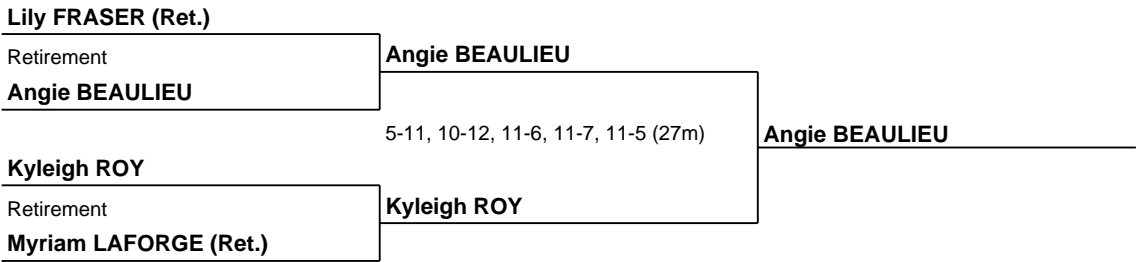 Lily FRASER (Ret.)
Retirement
Angie BEAULIEU
Angie BEAULIEU
5-11, 10-12, 11-6, 11-7, 11-5 (27m)
Angie BEAULIEU
Kyleigh ROY
Retirement
Kyleigh ROY
Myriam LAFORGE (Ret.)